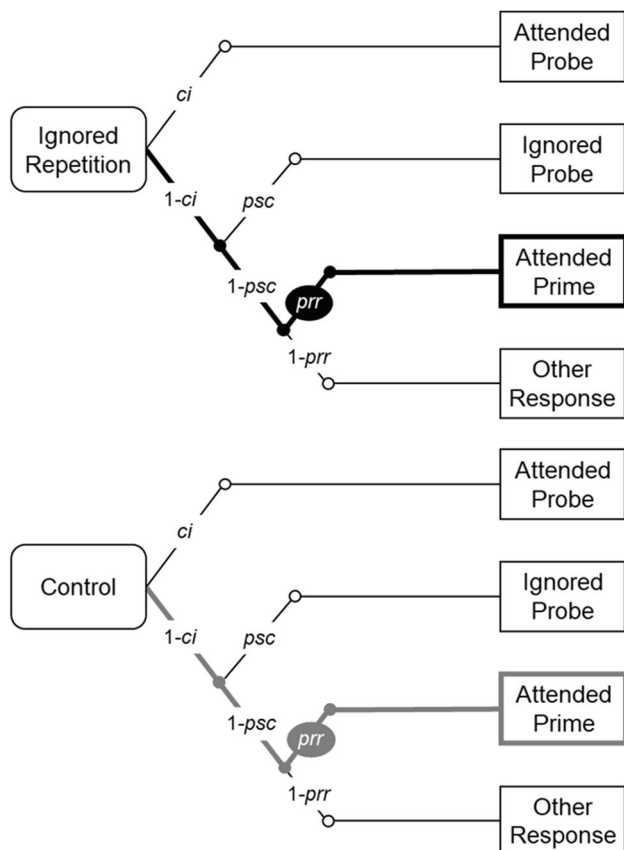 Attended
Probe
ci
Ignored
Repetition
Ignored
Probe
psc
1-ci
Attended
Prime
1-psc
prr
1-prr
Other
Response
Attended
Probe
ci
Control
Ignored
Probe
psc
1-ci
Attended
Prime
1-psc
prr
1-prr
Other
Response